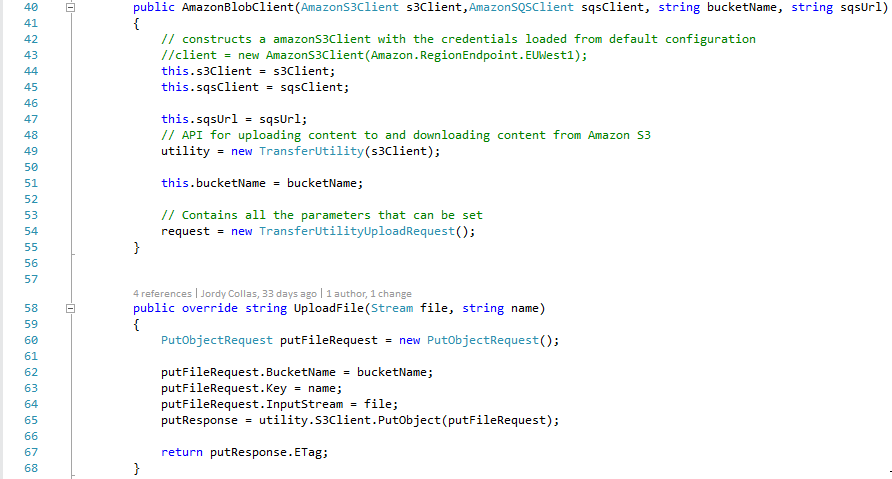 40 public AmazonBlobClient(AmazonS3Client s3Client,AmazonSQSClient sqsClient, string bucketName, string sqsUrl)
41 {
42 // constructs a amazonS3Client with the credentials loaded from default configuration
43 //client = new AmazonS3Client(Amazon.RegionEndpoint.EUWest1);
44 this.s3Client = s3Client;
45 this.sqsClient = sqsClient;
46
47 this.sqsUrl = sqsUrl;
48 // API for uploading content to and downloading content from Amazon S3
49 utility = new TransferUtility(s3Client);
50
51 this.bucketName = bucketName;
52
53 // Contains all the parameters that can be set
54 request = new TransferUtilityUploadRequest();
55 }
56
57
4 references | Jordy Collas, 33 days ago | 1 author, 1 change
58 public override string UploadFile(Stream file, string name)
59 {
60 PutObjectRequest putFileRequest = new PutObjectRequest();
61
62 putFileRequest.BucketName = bucketName;
63 putFileRequest.Key = name;
64 putFileRequest.InputStream = file;
65 putResponse = utility.S3Client.PutObject(putFileRequest);
66
67 return putResponse.ETag;
68 }